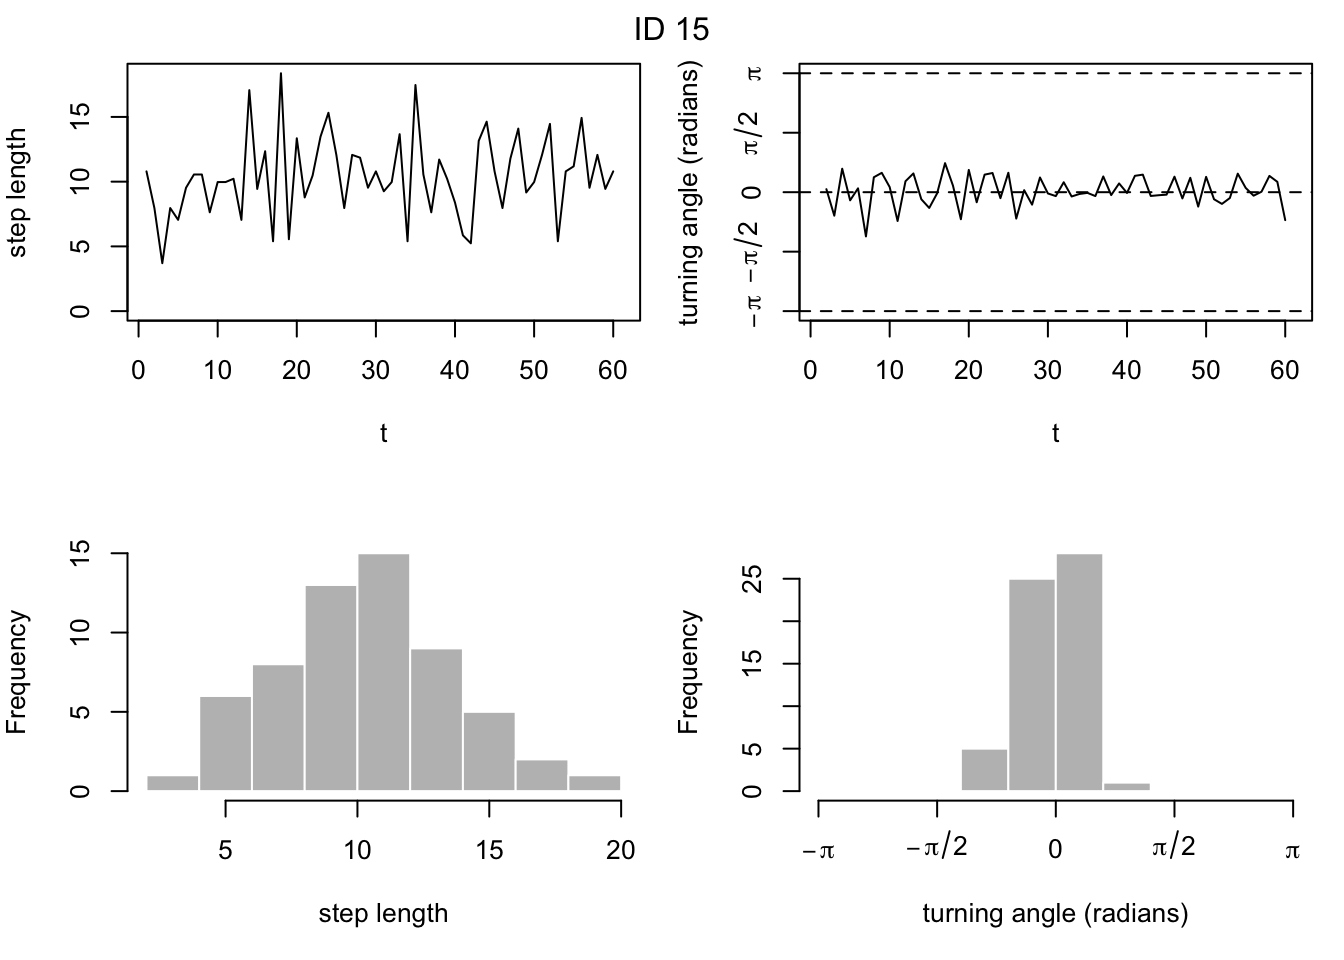 ID 15
step length
15
10
5
0
0 10 20 30 40 50 60
t
turning angle (radians)
π
π/2
0
−π/2
−π
0 10 20 30 40 50 60
t
Frequency
15
10
5
0
5 10 15 20
step length
Frequency
25
15
5
0
−π −π/2 0 π/2 π
turning angle (radians)